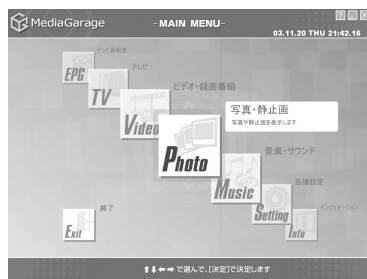 MediaGarage
-MAIN MENU-
03.11.20 THU 21:42.16
テレビ番組表
EPG
テレビ
TV
ビデオ・録画番組
Video
写真・静止画
写真や静止画を表示します
Photo
音楽・サウンド
Music
各種設定
Setting
インフォメーション
Info
終了
Exit
↑↓←→ で選んで、[決定]で決定します